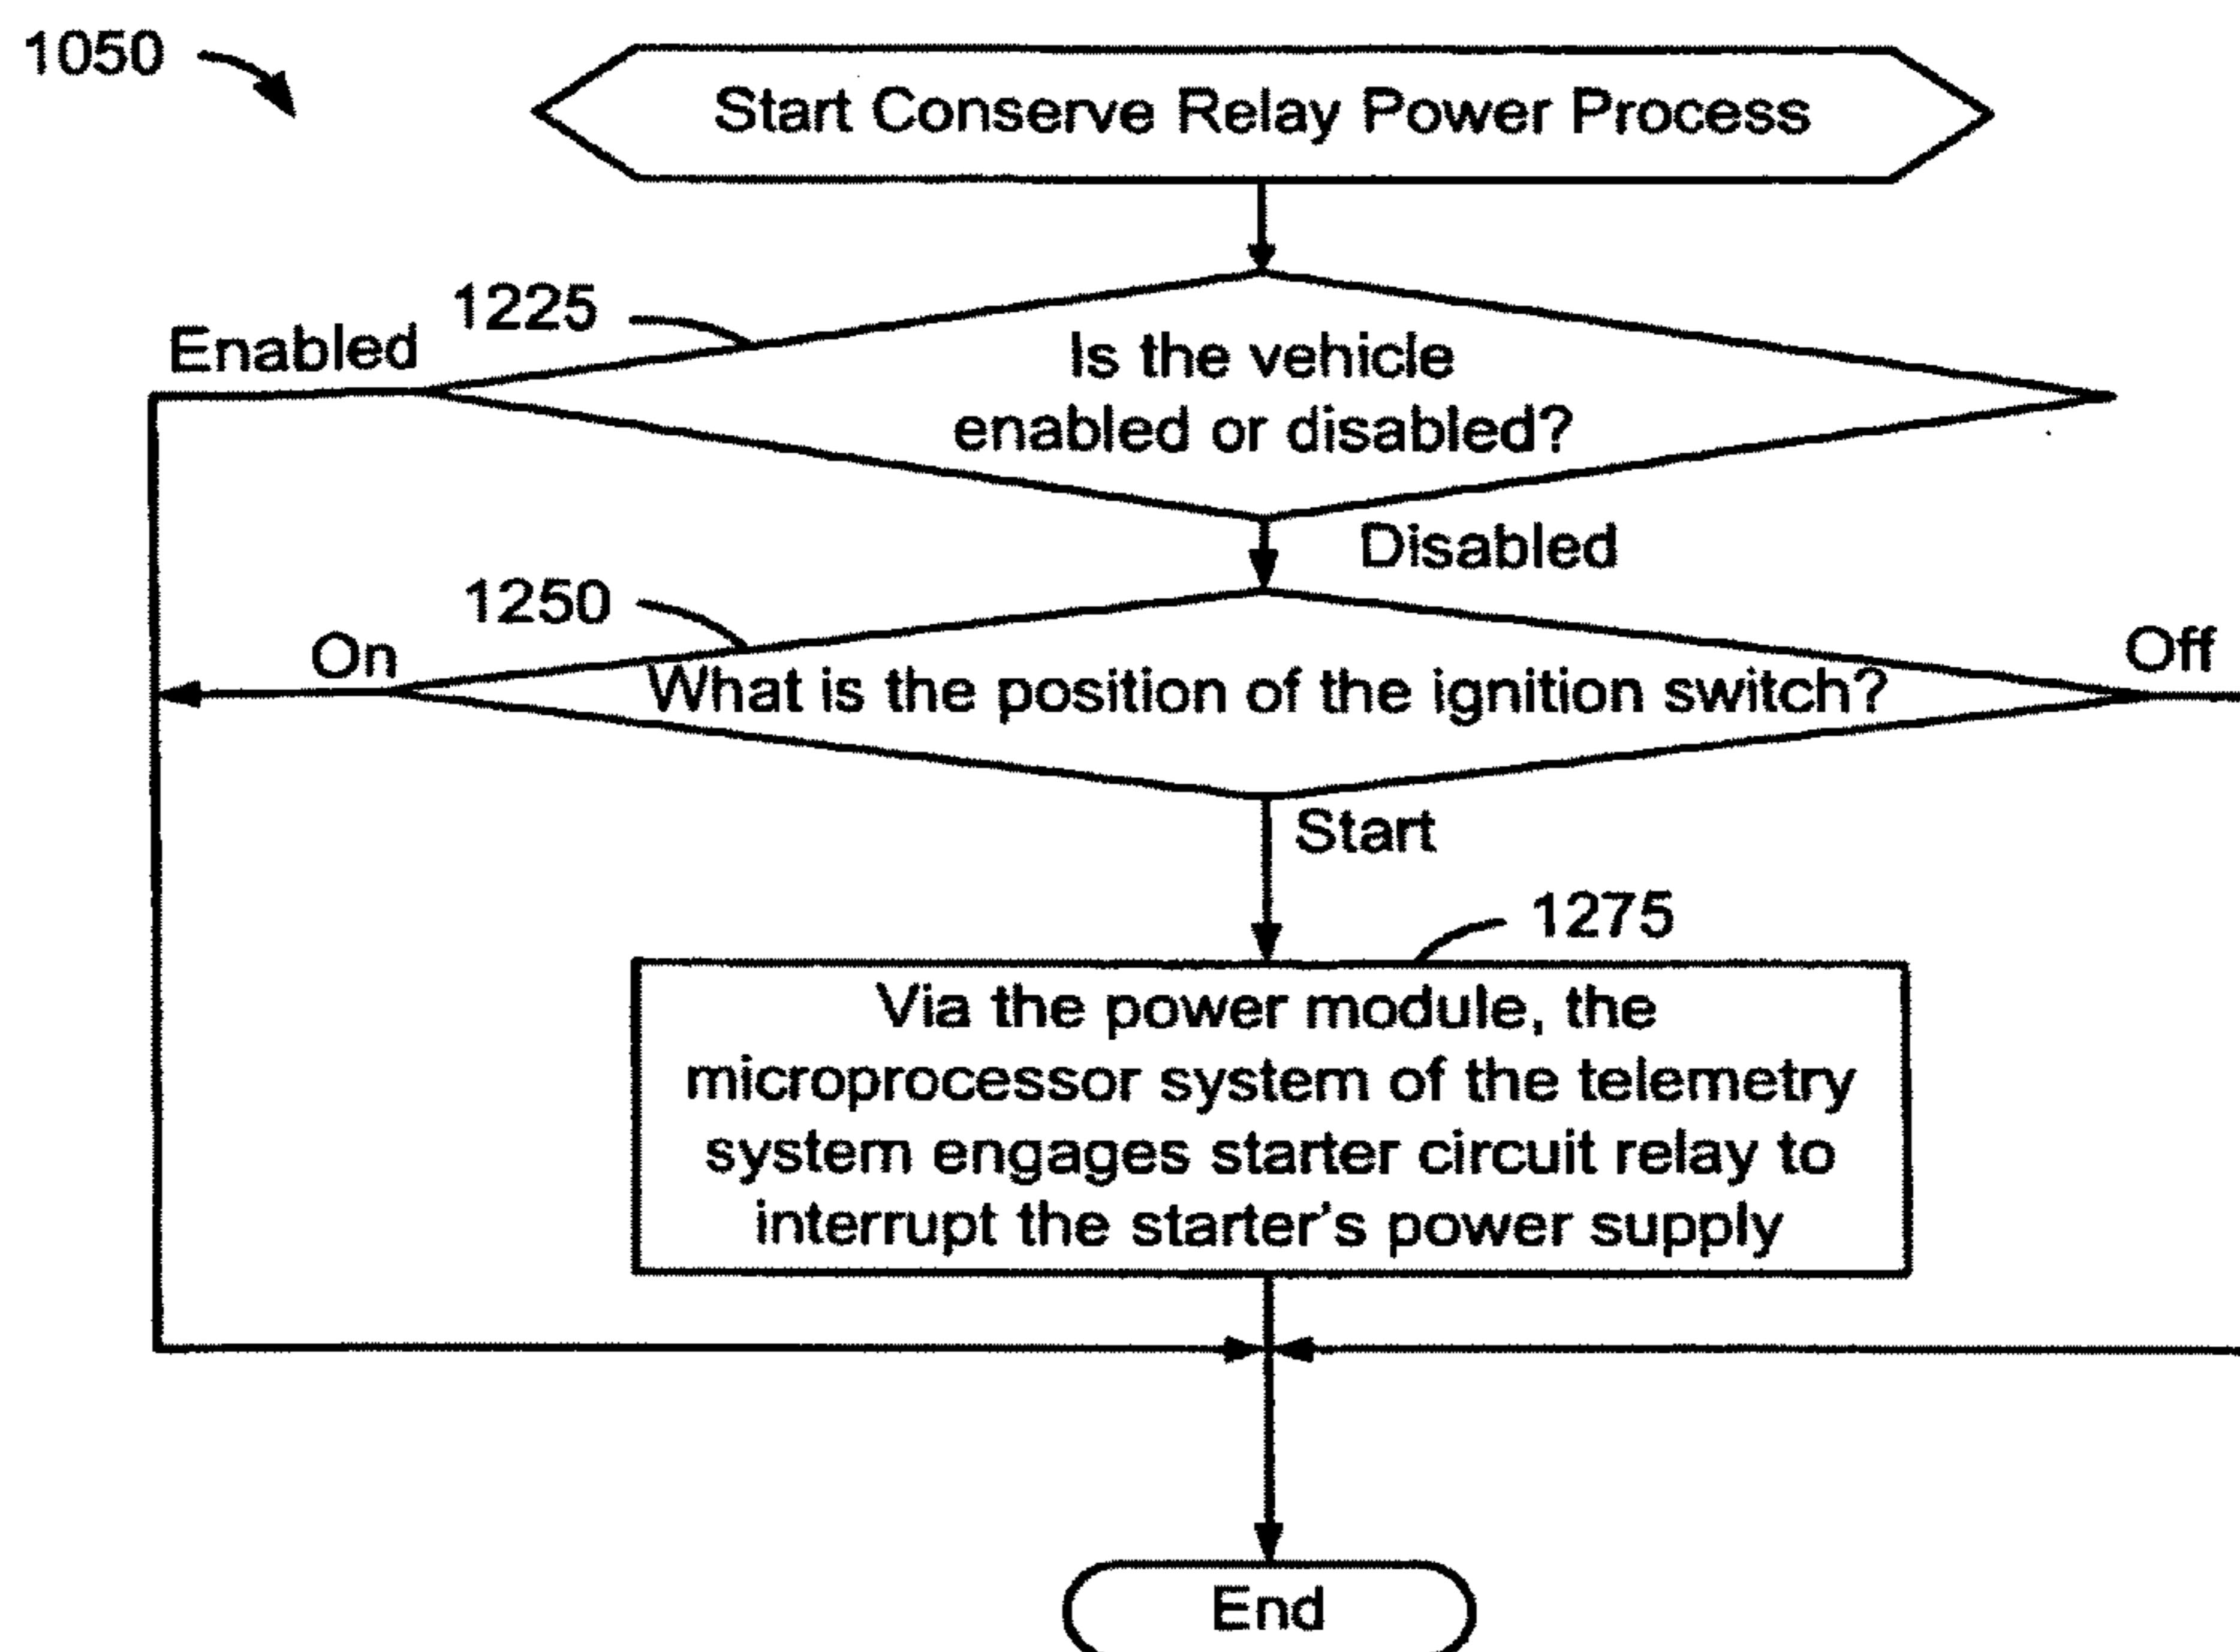 1050
Start Conserve Relay Power Process
1225
Enabled
Is the vehicle
enabled or disabled?
Disabled
1250
On
Off
What is the position of the ignition switch?
Start
1275
Via the power module, the
microprocessor system of the telemetry
system engages starter circuit relay to
interrupt the starter's power supply
End